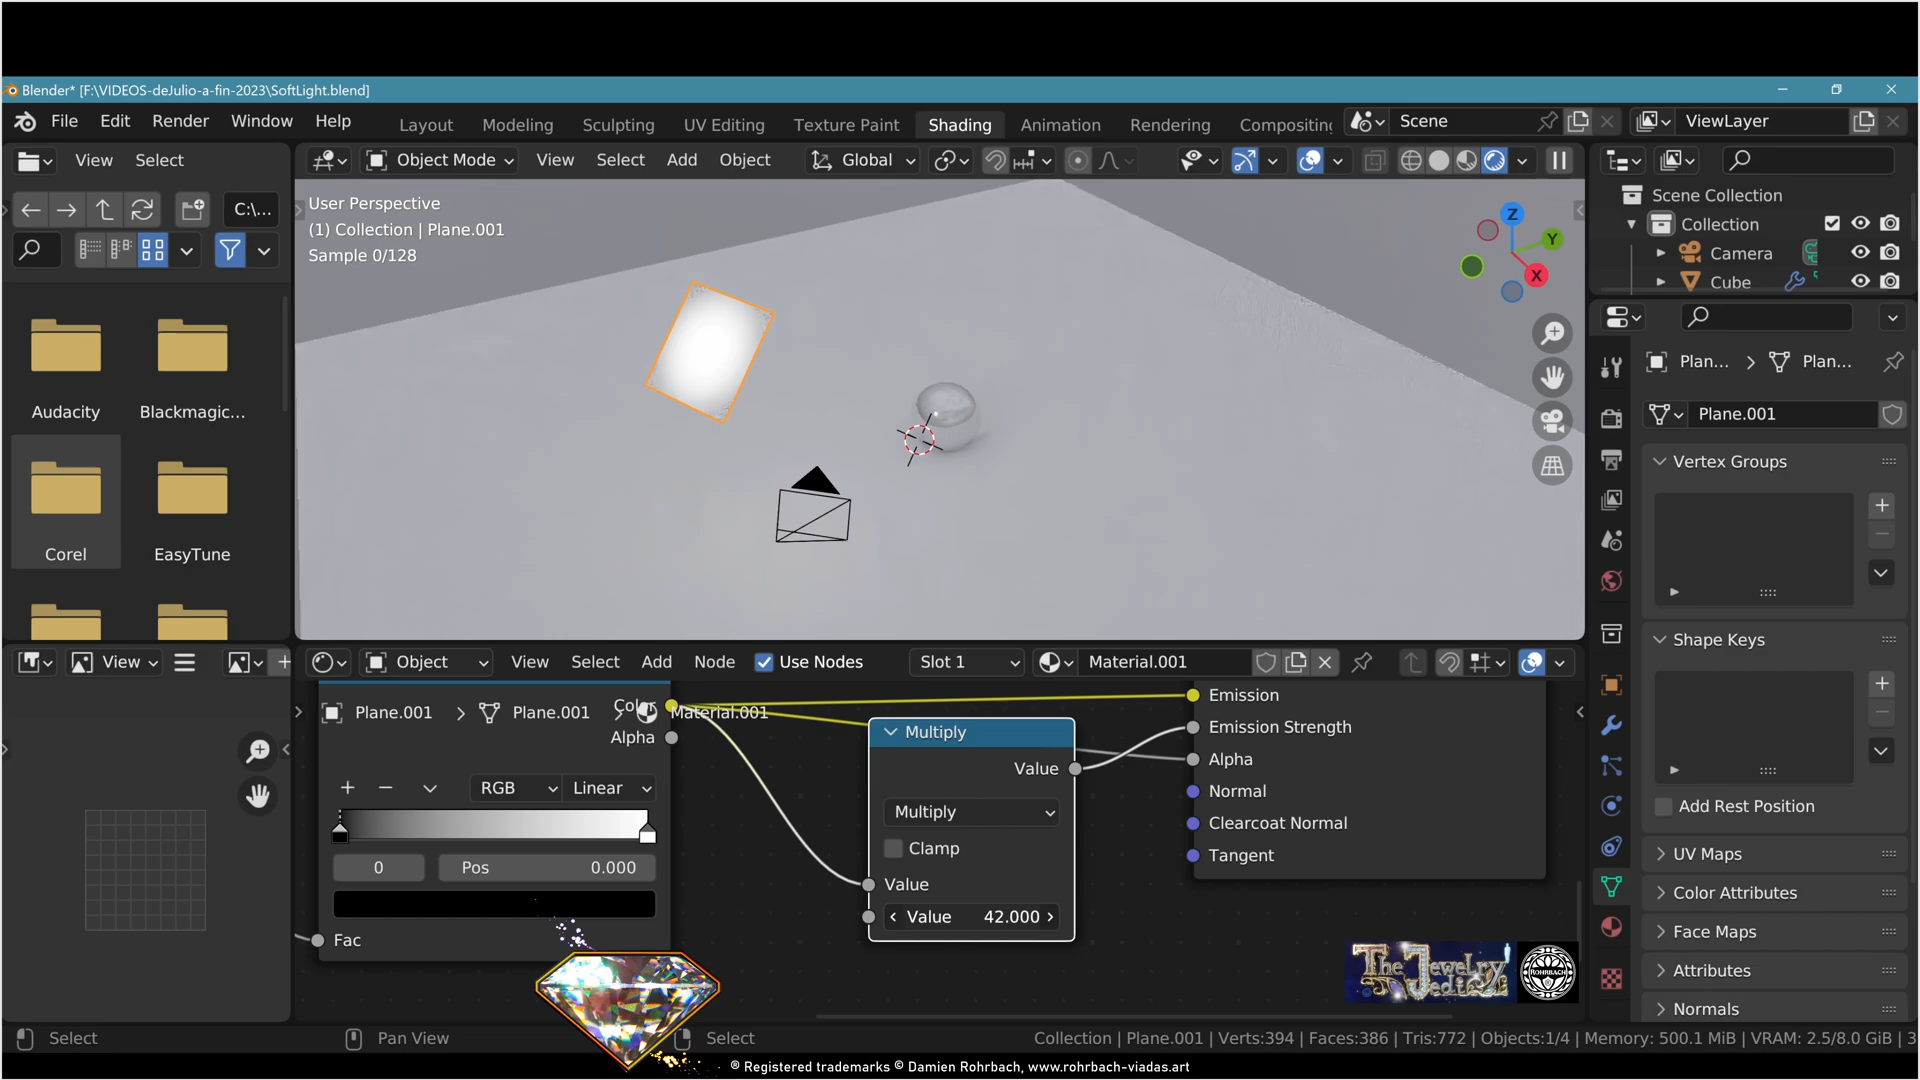 Blender* [F:\VIDEOS-deJulio-a-fin-2023\SoftLight.blend]
File Edit Render Window Help Layout Modeling Sculpting UV Editing Texture Paint Shading Animation Rendering Compositing Scene ViewLayer
View Select Object Mode View Select Add Object Global
C:\...
Audacity Blackmagic...
Corel EasyTune
User Perspective
(1) Collection | Plane.001
Sample 0/128
Z
Y
X
Scene Collection
Collection
Camera
Cube
Plan... > Plan...
Plane.001
Vertex Groups
Shape Keys
Add Rest Position
UV Maps
Color Attributes
Face Maps
Attributes
Normals
View Object View Select Add Node Use Nodes Slot 1 Material.001
Plane.001 > Plane.001 > Material.001
Color
Alpha
RGB Linear
0 Pos 0.000
Fac
Multiply
Value
Multiply
Clamp
Value
Value 42.000
Emission
Emission Strength
Alpha
Normal
Clearcoat Normal
Tangent
The Jewelry Jedi
ROHRBACH
Select Pan View Select Collection | Plane.001 | Verts:394 | Faces:386 | Tris:772 | Objects:1/4 | Memory: 500.1 MiB | VRAM: 2.5/8.0 GiB | 3
® Registered trademarks © Damien Rohrbach, www.rohrbach-viadas.art